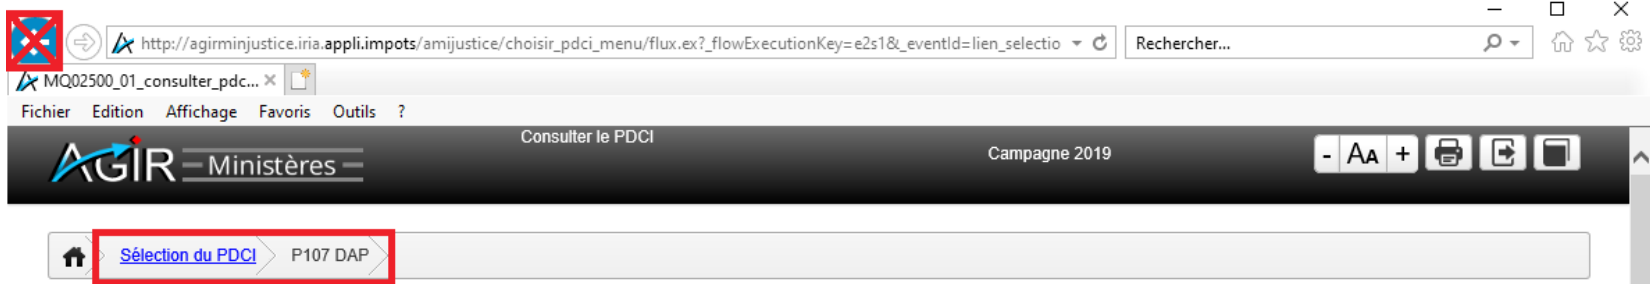 http://agirminjustice.iria.appli.impots/amijustice/choisir_pdci_menu/flux.ex?_flowExecutionKey=e2s1&_eventId=lien_selectio
Rechercher...
MQ02500_01_consulter_pdc...
Fichier Edition Affichage Favoris Outils ?
Consulter le PDCI
AGIR Ministères
Campagne 2019
- AA +
Sélection du PDCI
P107 DAP